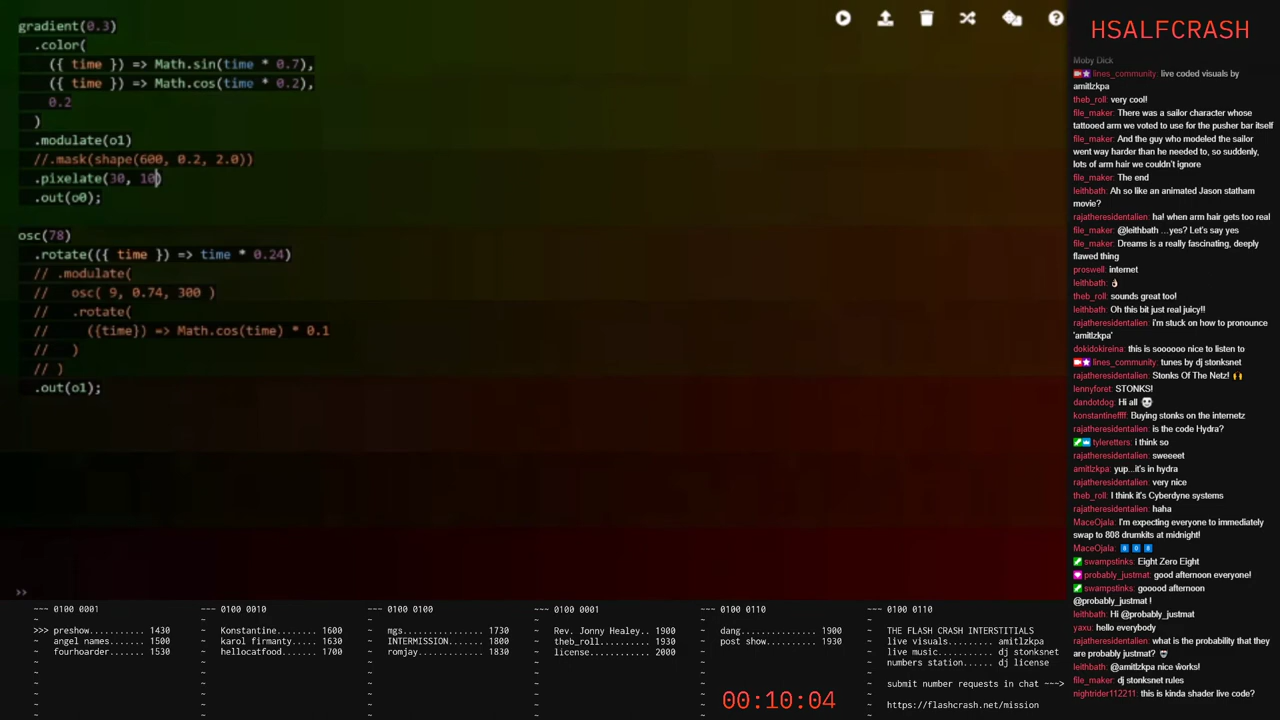 gradient(0.3)
.color(
({ time }) => Math.sin(time * 0.7),
({ time }) => Math.cos(time * 0.2),
0.2
)
.modulate(o1)
//.mask(shape(600, 0.2, 2.0))
.pixelate(30, 10)
.out(o0);
osc(78)
.rotate(({ time }) => time * 0.24)
// .modulate(
// osc( 9, 0.74, 300 )
// .rotate(
// ({time}) => Math.cos(time) * 0.1
// )
// )
.out(o1);
>>
HSALFCRASH
Moby Dick
lines_community: live coded visuals by
amitlzkpa
theb_roll: very cool!
file_maker: There was a sailor character whose
tattooed arm we voted to use for the pusher bar itself
file_maker: And the guy who modeled the sailor
went way harder than he needed to, so suddenly,
lots of arm hair we couldn't ignore
file_maker: The end
leithbath: Ah so like an animated Jason statham
movie?
rajatheresidentalien: ha! when arm hair gets too real
file_maker: @leithbath ...yes? Let's say yes
file_maker: Dreams is a really fascinating, deeply
flawed thing
proswell: internet
leithbath: 👌
theb_roll: sounds great too!
leithbath: Oh this bit just real juicy!!
rajatheresidentalien: i'm stuck on how to pronounce
'amitlzkpa'
dokidokireina: this is soooooo nice to listen to
lines_community: tunes by dj stonksnet
rajatheresidentalien: Stonks Of The Netz! 🙌
lennyforet: STONKS!
dandotdog: Hi all
konstantineffff: Buying stonks on the internetz
rajatheresidentalien: is the code Hydra?
tyleretters: i think so
rajatheresidentalien: sweeeet
amitlzkpa: yup...it's in hydra
rajatheresidentalien: very nice
theb_roll: I think it's Cyberdyne systems
rajatheresidentalien: haha
MaceOjala: I'm expecting everyone to immediately
swap to 808 drumkits at midnight!
MaceOjala: 8 0 8
swampstinks: Eight Zero Eight
probably_justmat: good afternoon everyone!
swampstinks: gooood afternoon
@probably_justmat !
leithbath: Hi @probably_justmat
yaxu: hello everybody
rajatheresidentalien: what is the probability that they
are probably justmat?
leithbath: @amitlzkpa nice works!
file_maker: dj stonksnet rules
nightrider112211: this is kinda shader live code?
~~~ 0100 0001
~
>>> preshow.......... 1430
~ angel names...... 1500
~ fourhoarder...... 1530
~~~ 0100 0010
~
~ Konstantine...... 1600
~ karol firmanty... 1630
~ hellocatfood..... 1700
~~~ 0100 0100
~
~ mgs.............. 1730
~ INTERMISSION..... 1800
~ romjay........... 1830
~~~ 0100 0001
~
~ Rev. Jonny Healey.. 1900
~ theb_roll.......... 1930
~ license............ 2000
~~~ 0100 0110
~
~ dang............. 1900
~ post show........ 1930
00:10:04
~~~ 0100 0110
~
~ THE FLASH CRASH INTERSTITIALS
~ live visuals....... amitlzkpa
~ live music....... dj stonksnet
~ numbers station... dj license
~
~ submit number requests in chat ~~~>
~
~ https://flashcrash.net/mission